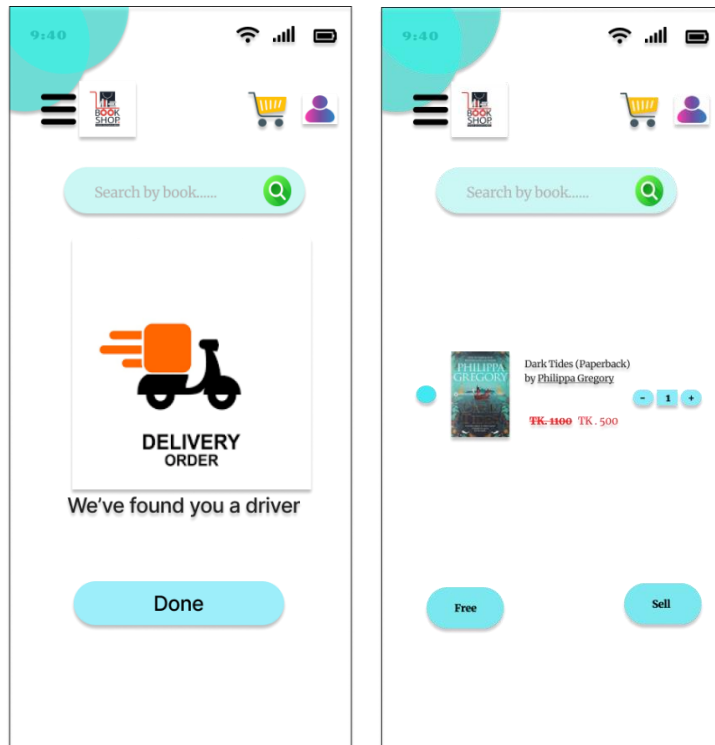 9:40
BOOK
SHOP
Search by book......
DELIVERY
ORDER
We've found you a driver
Done
9:40
BOOK
SHOP
Search by book......
PHILIPPA
GREGORY
Dark Tides (Paperback)
by Philippa Gregory
- 1 +
TK. 1100 TK . 500
Free
Sell